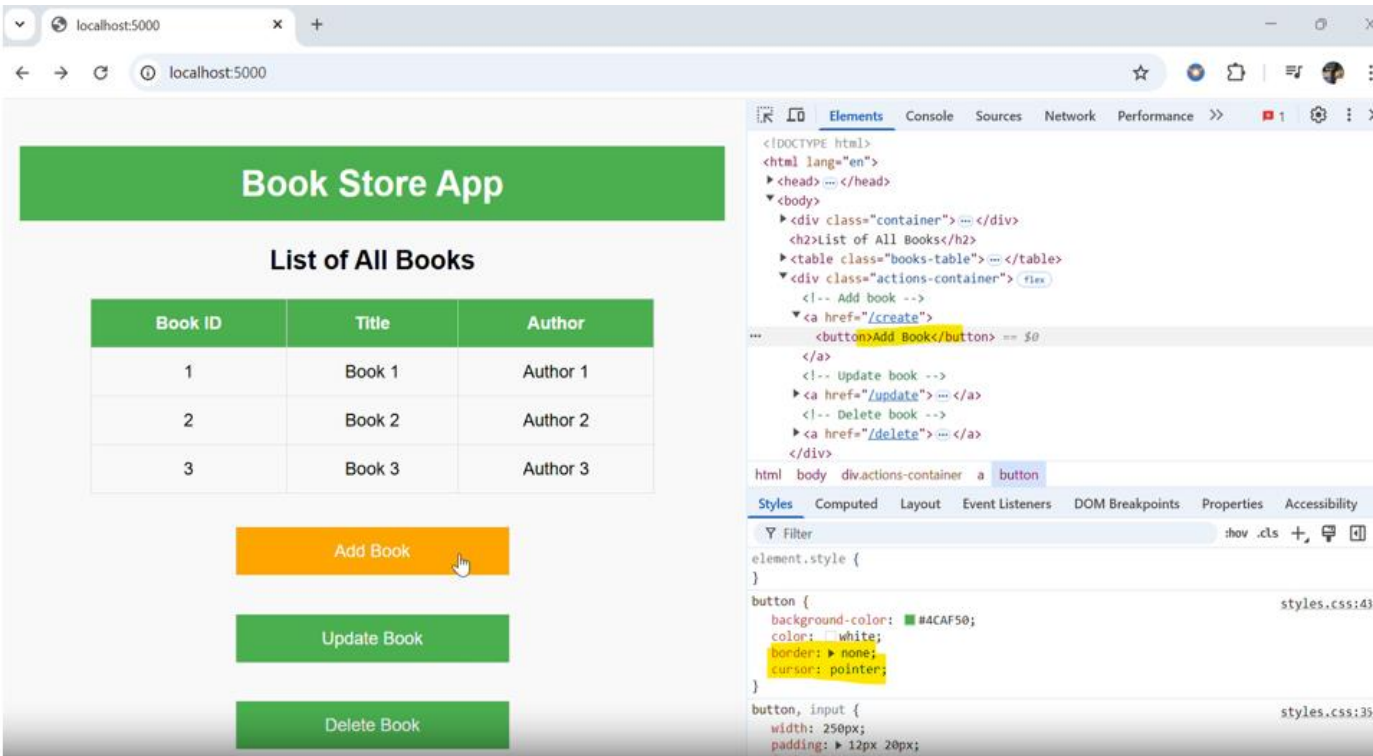 localhost:5000
localhost:5000
Book Store App
List of All Books
Book ID Title Author
1 Book 1 Author 1
2 Book 2 Author 2
3 Book 3 Author 3
Add Book
Update Book
Delete Book
Elements Console Sources Network Performance 1
<!DOCTYPE html>
<html lang="en">
<head> … </head>
<body>
<div class="container"> … </div>
<h2>List of All Books</h2>
<table class="books-table"> … </table>
<div class="actions-container"> flex
<!-- Add book -->
<a href="/create">
… <button>Add Book</button> == $0
</a>
<!-- Update book -->
<a href="/update"> … </a>
<!-- Delete book -->
<a href="/delete"> … </a>
</div>
html body div.actions-container a button
Styles Computed Layout Event Listeners DOM Breakpoints Properties Accessibility
Filter :hov .cls
element.style {
}
button { styles.css:43
background-color: #4CAF50;
color: white;
border: none;
cursor: pointer;
}
button, input { styles.css:35
width: 250px;
padding: 12px 20px;